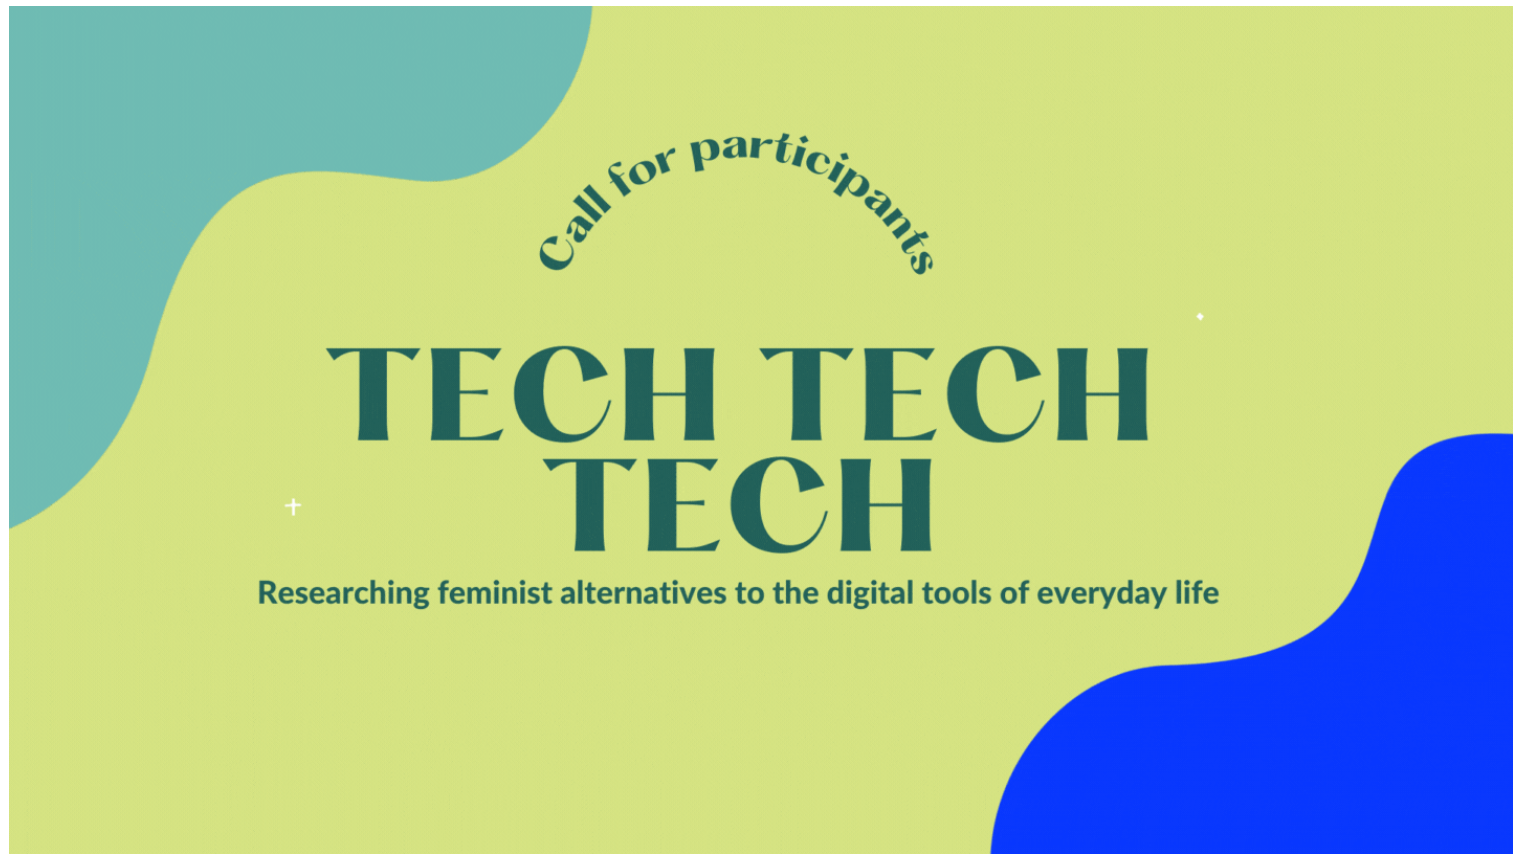 Call for participants
TECH TECH
TECH
Researching feminist alternatives to the digital tools of everyday life